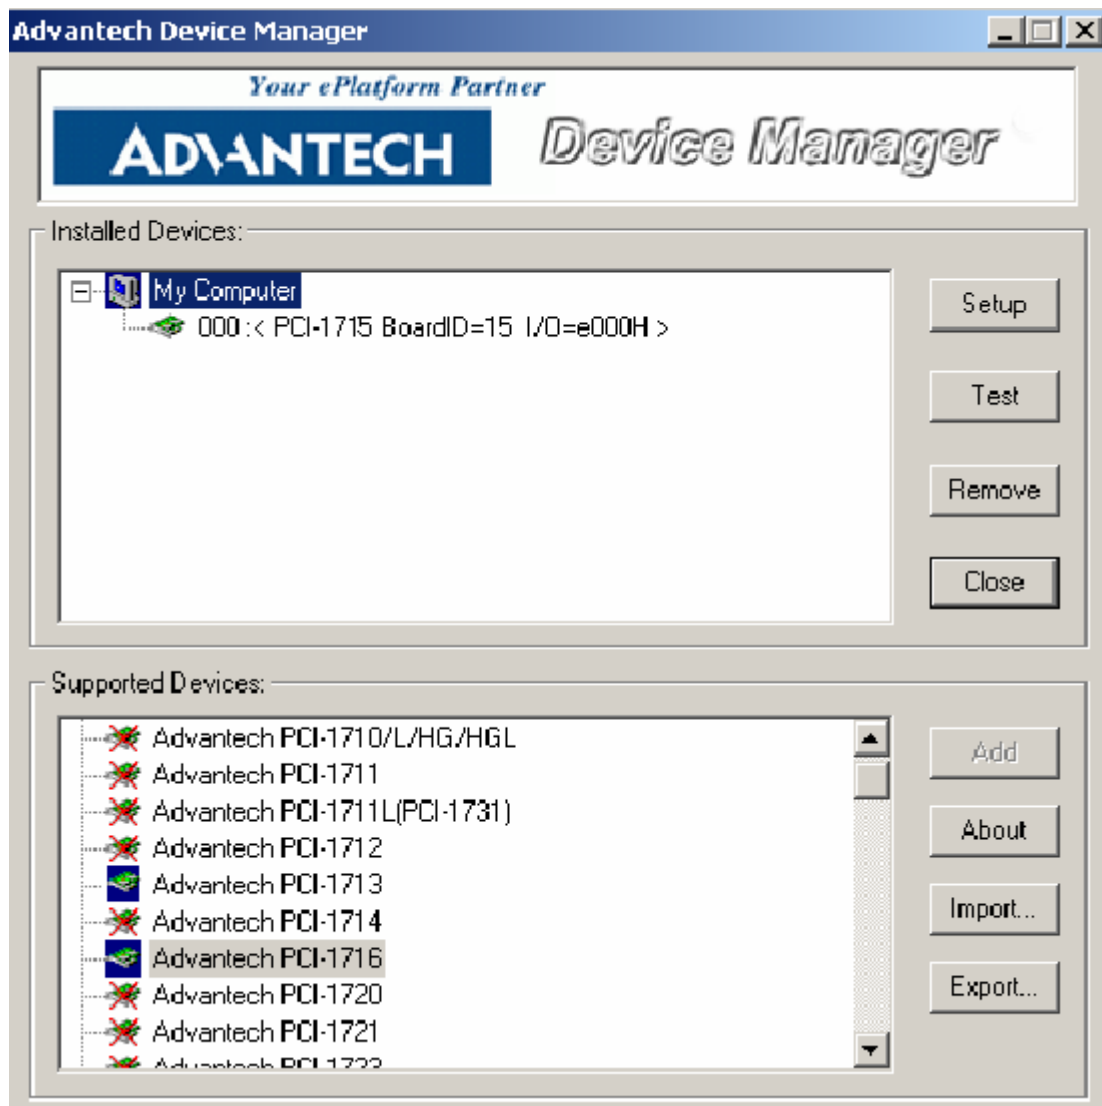 Advantech Device Manager
Your ePlatform Partner
ADVANTECH Device Manager
Installed Devices:
My Computer
000 :< PCI-1715 BoardID=15 I/O=e000H >
Setup
Test
Remove
Close
Supported Devices:
Advantech PCI-1710/L/HG/HGL
Advantech PCI-1711
Advantech PCI-1711L(PCI-1731)
Advantech PCI-1712
Advantech PCI-1713
Advantech PCI-1714
Advantech PCI-1716
Advantech PCI-1720
Advantech PCI-1721
Advantech
Add
About
Import...
Export...